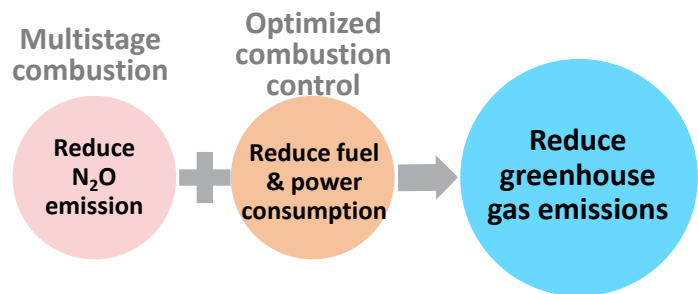 Multistage
combustion
Optimized
combustion
control
Reduce
N₂O
emission
Reduce fuel
& power
consumption
Reduce
greenhouse
gas emissions